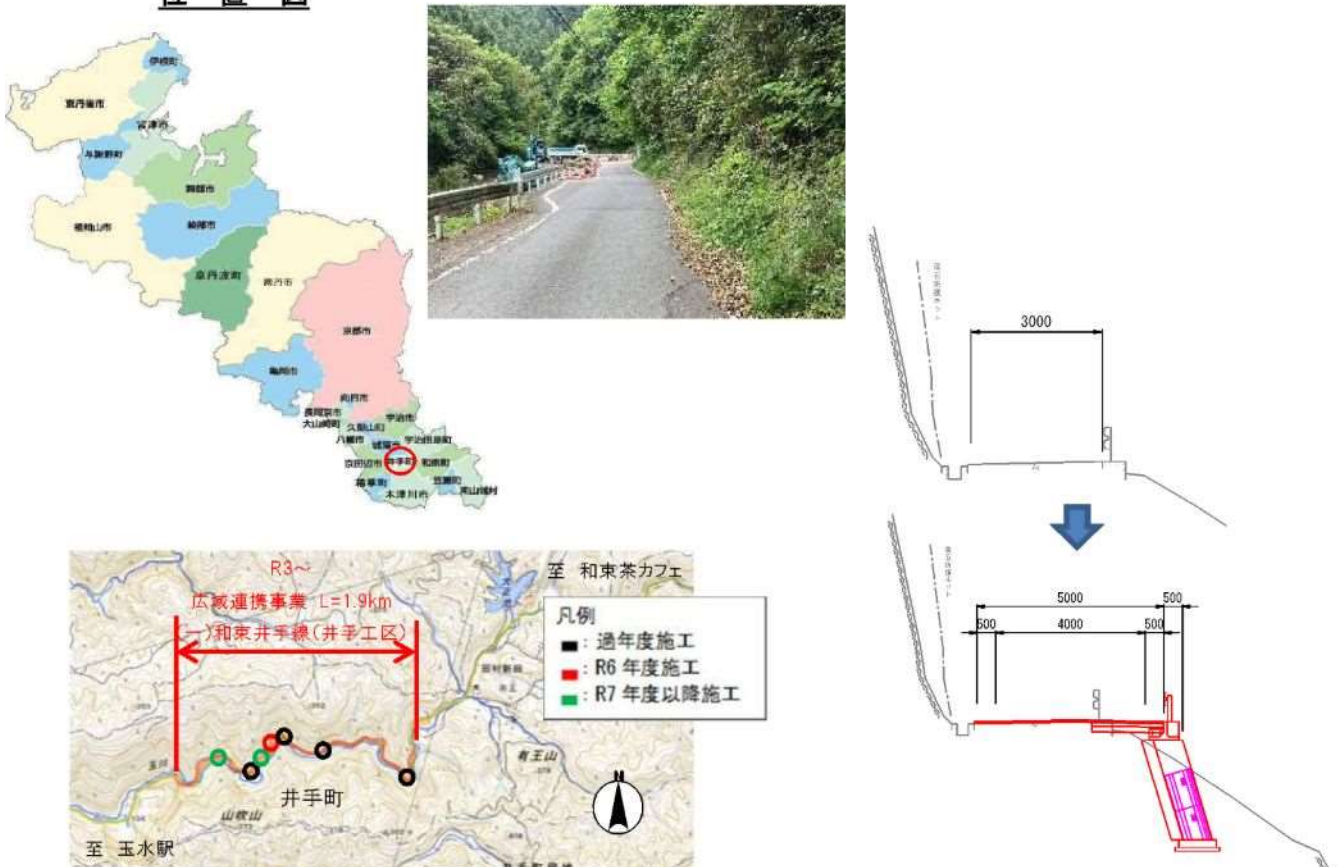 位 置 図
伊根町
京丹後市
宮津市
与謝野町
舞鶴市
綾部市
福知山市
京丹波町
南丹市
京都市
亀岡市
向日市
長岡京市
大山崎町
宇治市
久御山町
八幡市
城陽市
宇治田原町
京田辺市
井手町
和束町
精華町
笠置町
南山城村
木津川市
R3～
広域連携事業 L=1.9km
(一)和束井手線(井手工区)
至 和束茶カフェ
凡例
■：過年度施工
■：R6 年度施工
■：R7 年度以降施工
田村新田
有王山
玉川
井手町
山吹山
至 玉水駅
N
3000
5000
500
500
4000
500